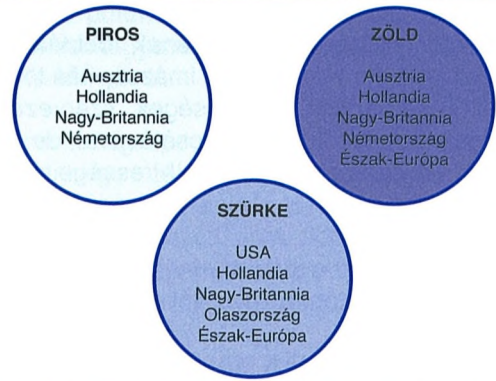 PIROS
Ausztria
Hollandia
Nagy-Britannia
Németország
ZÖLD
Ausztria
Hollandia
Nagy-Britannia
Németország
Észak-Európa
SZÜRKE
USA
Hollandia
Nagy-Britannia
Olaszország
Észak-Európa